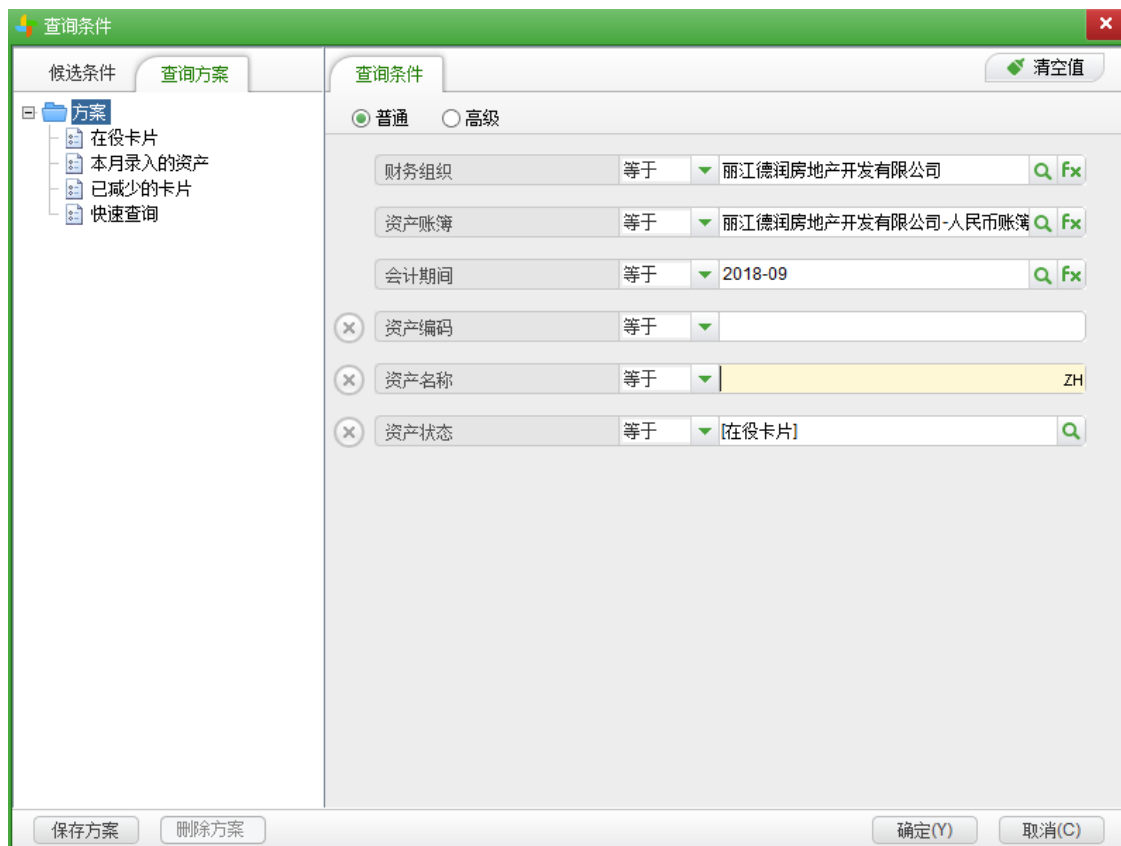 查询条件
候选条件 查询方案
方案
在役卡片
本月录入的资产
已减少的卡片
快速查询
查询条件 清空值
普通 高级
财务组织 等于 丽江德润房地产开发有限公司 fx
资产账簿 等于 丽江德润房地产开发有限公司-人民币账簿 fx
会计期间 等于 2018-09 fx
资产编码 等于
资产名称 等于 ZH
资产状态 等于 [在役卡片]
保存方案 删除方案 确定(Y) 取消(C)